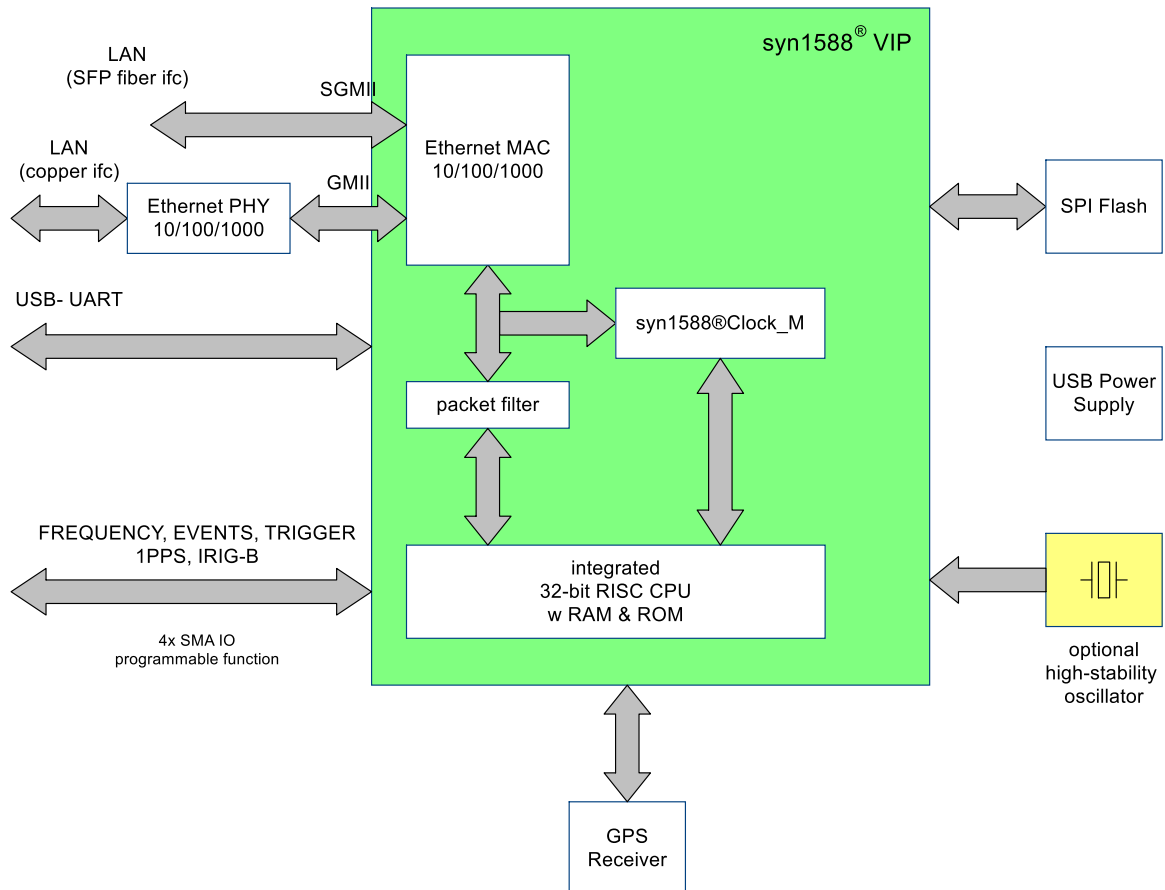 syn1588® VIP
LAN
(SFP fiber ifc)
SGMII
Ethernet MAC
10/100/1000
LAN
(copper ifc)
GMII
Ethernet PHY
10/100/1000
SPI Flash
USB- UART
syn1588®Clock_M
USB Power
Supply
packet filter
FREQUENCY, EVENTS, TRIGGER
1PPS, IRIG-B
4x SMA IO
programmable function
integrated
32-bit RISC CPU
w RAM & ROM
optional
high-stability
oscillator
GPS
Receiver